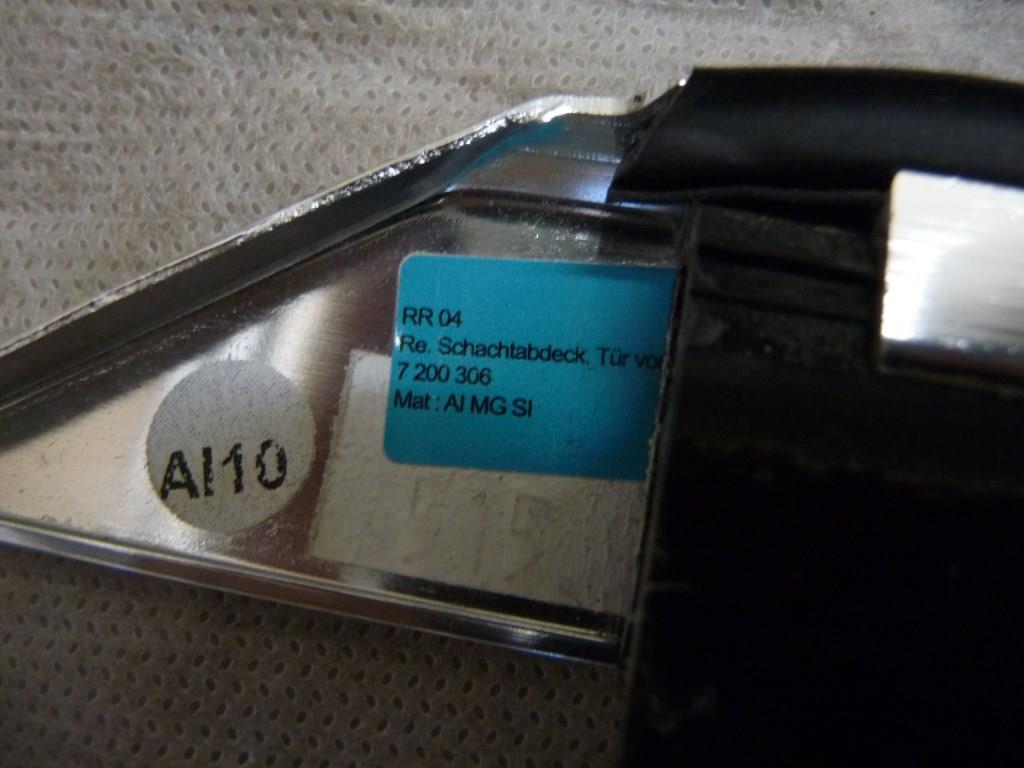 RR 04
Re. Schachtabdeck. Tür
7 200 306
Mat : Al MG SI
Al10